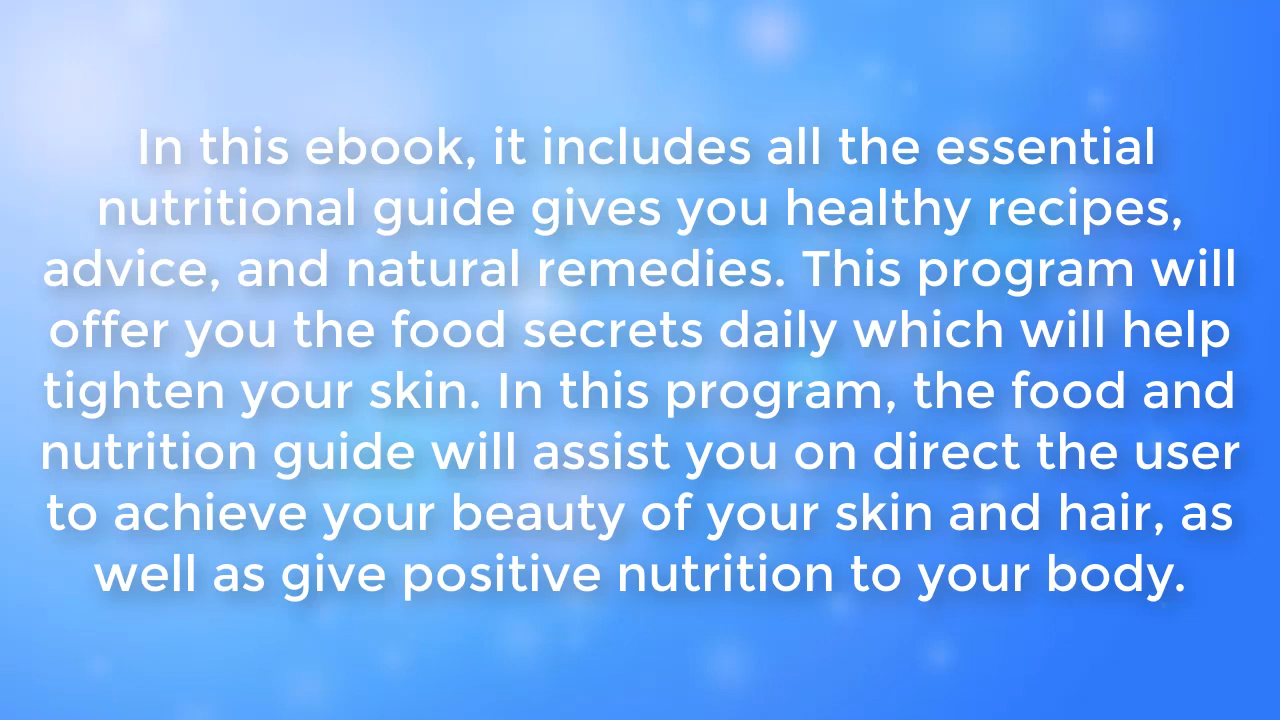 In this ebook, it includes all the essential
nutritional guide gives you healthy recipes,
advice, and natural remedies. This program will
offer you the food secrets daily which will help
tighten your skin. In this program, the food and
nutrition guide will assist you on direct the user
to achieve your beauty of your skin and hair, as
well as give positive nutrition to your body.